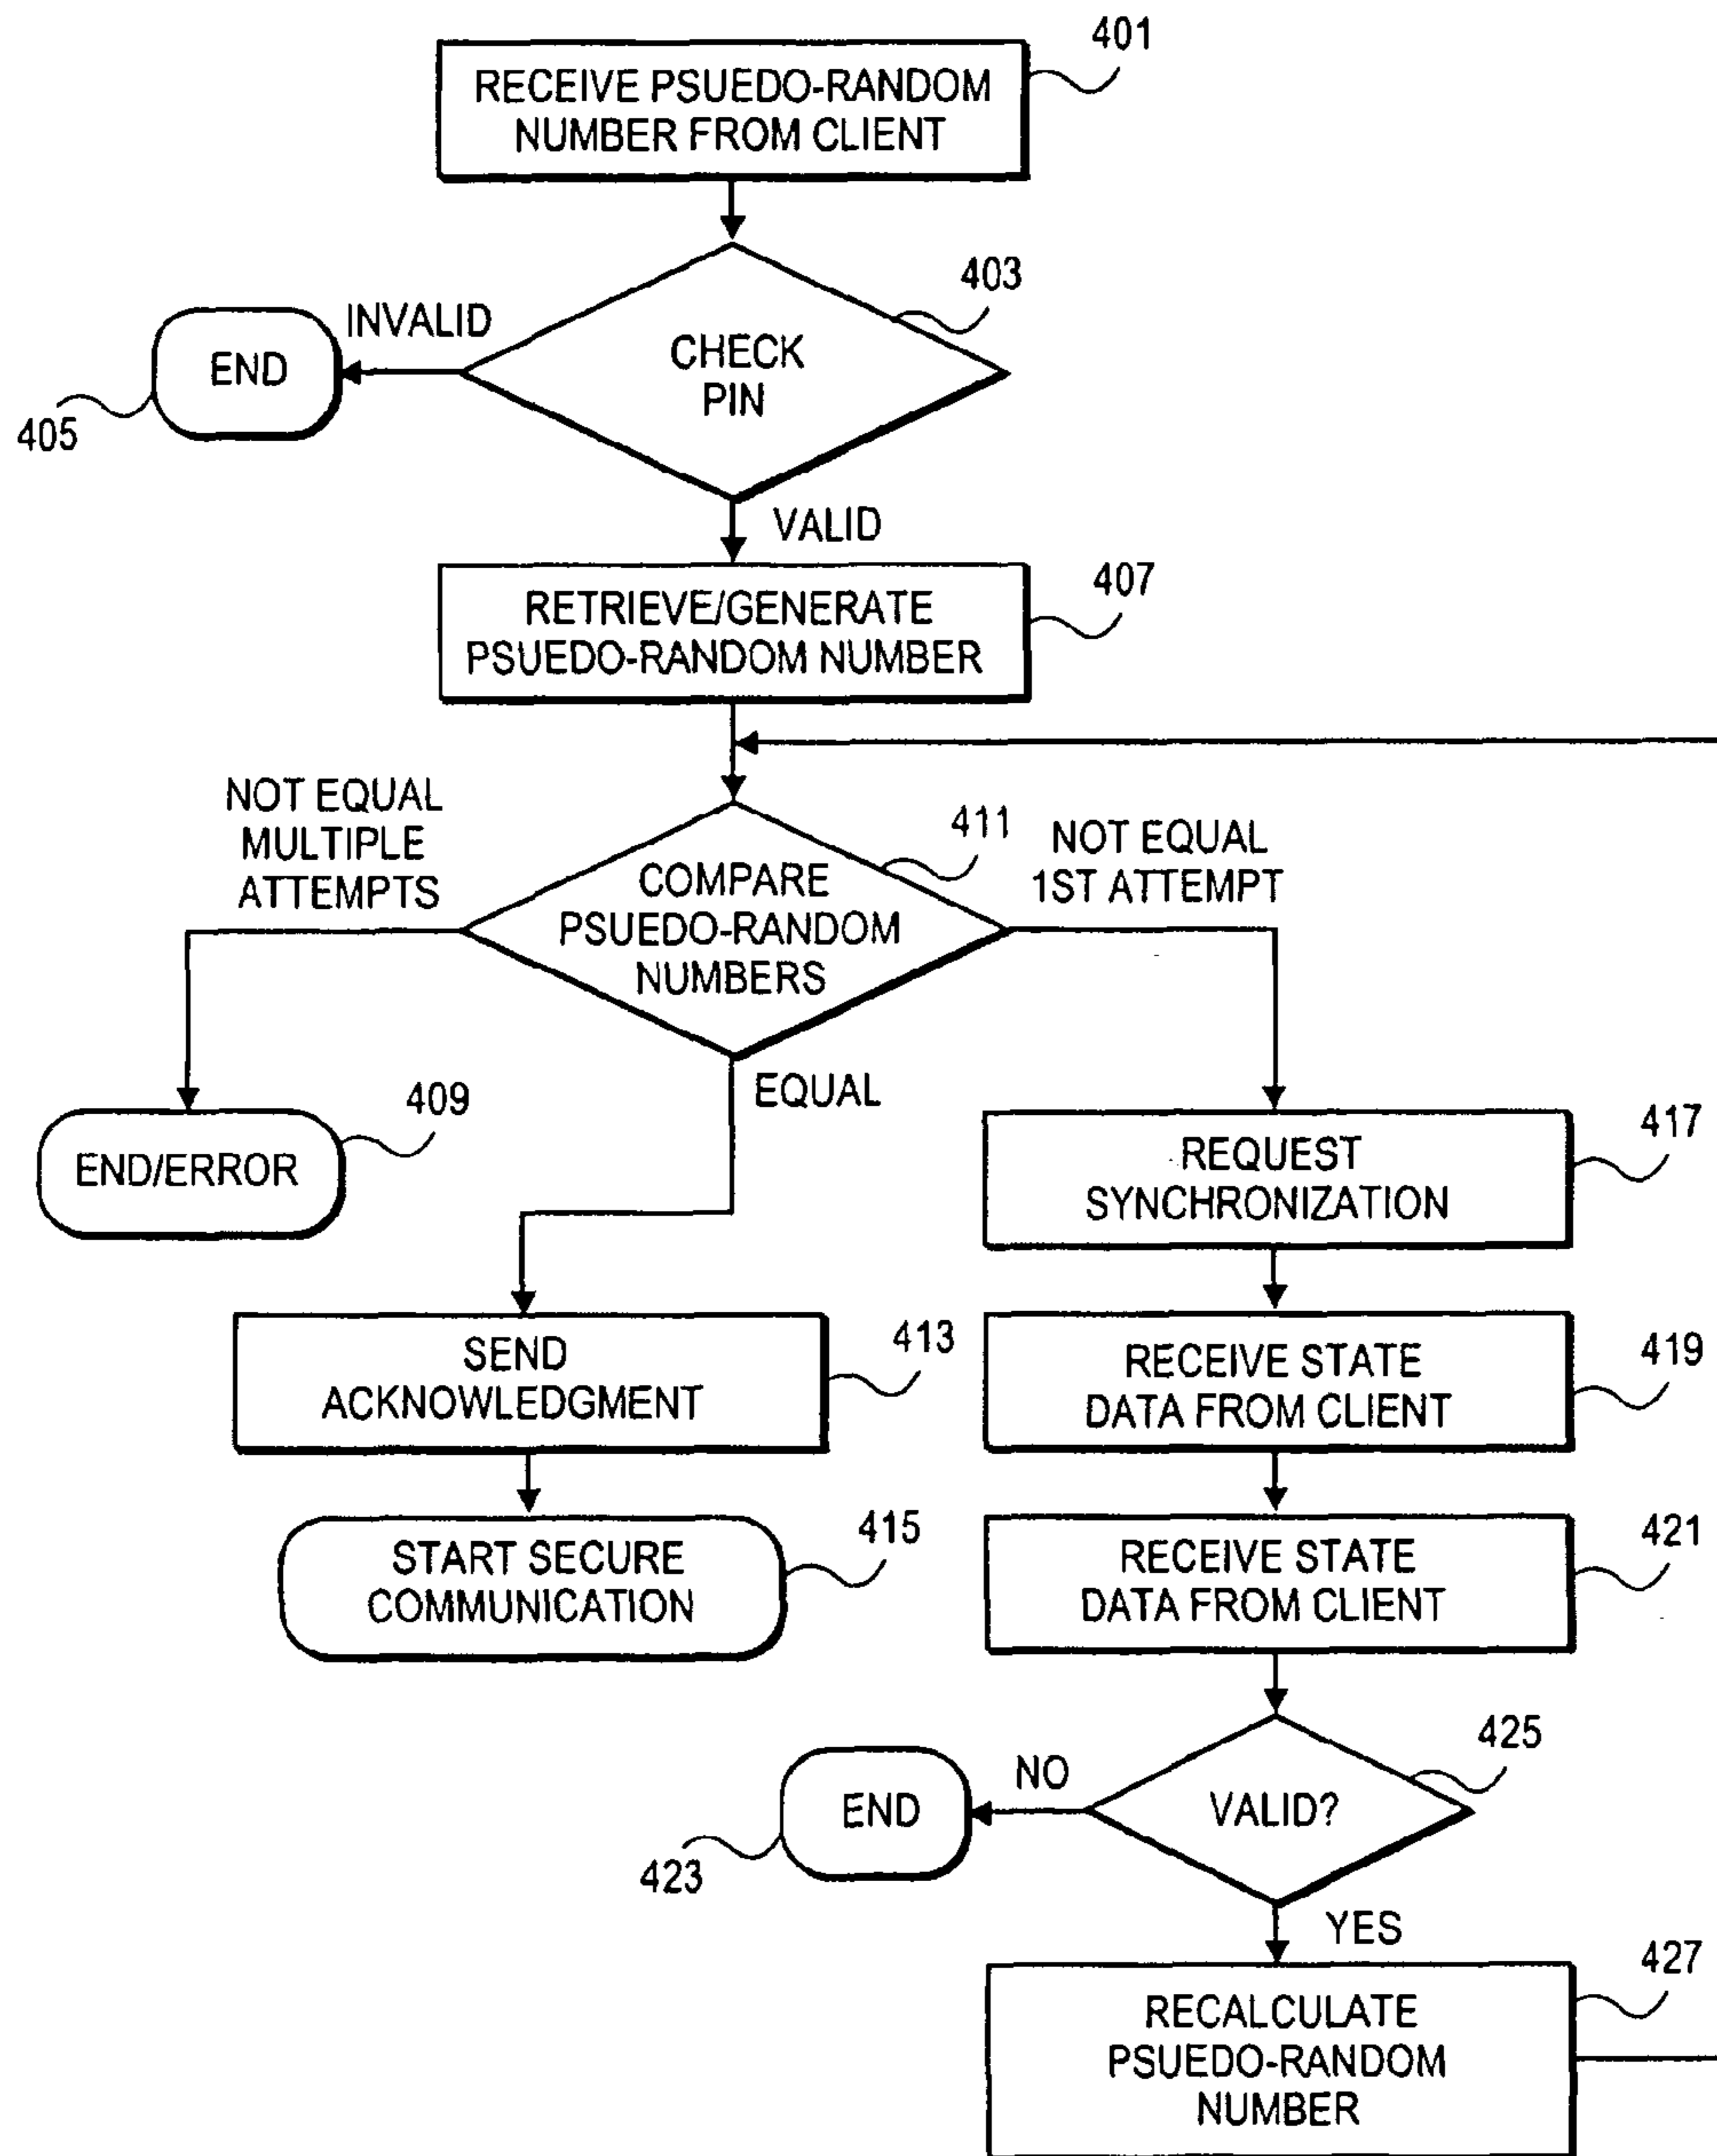 401
RECEIVE PSUEDO-RANDOM
NUMBER FROM CLIENT
403
INVALID
END
CHECK
PIN
405
VALID
407
RETRIEVE/GENERATE
PSUEDO-RANDOM NUMBER
NOT EQUAL
MULTIPLE
ATTEMPTS
411
NOT EQUAL
1ST ATTEMPT
COMPARE
PSUEDO-RANDOM
NUMBERS
EQUAL
409
END/ERROR
417
REQUEST
SYNCHRONIZATION
413
SEND
ACKNOWLEDGMENT
419
RECEIVE STATE
DATA FROM CLIENT
415
START SECURE
COMMUNICATION
421
RECEIVE STATE
DATA FROM CLIENT
425
NO
END
VALID?
423
YES
427
RECALCULATE
PSUEDO-RANDOM
NUMBER